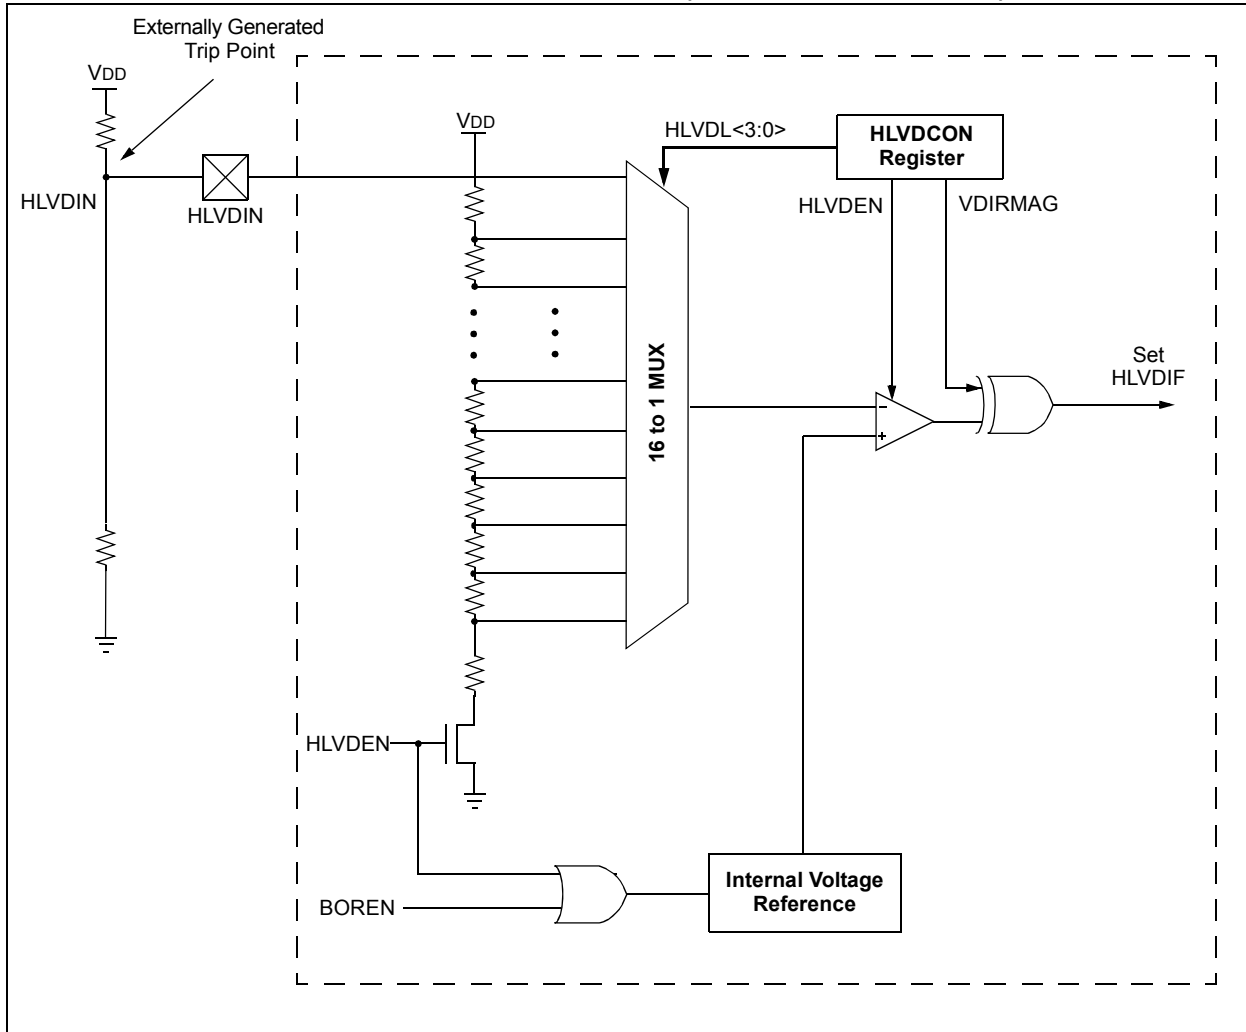 Externally Generated
Trip Point
VDD
VDD
HLVDL<3:0>
HLVDCON
Register
HLVDIN
HLVDIN
HLVDEN
VDIRMAG
16 to 1 MUX
Set
HLVDIF
–
+
HLVDEN
BOREN
Internal Voltage
Reference